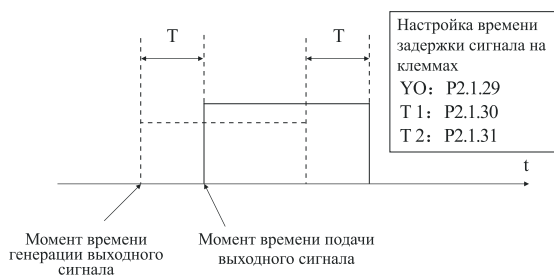 T
T
Настройка времени
задержки сигнала на
клеммах
YO: P2.1.29
T 1: P2.1.30
T 2: P2.1.31
t
Момент времени
генерации выходного
сигнала
Момент времени подачи
выходного сигнала